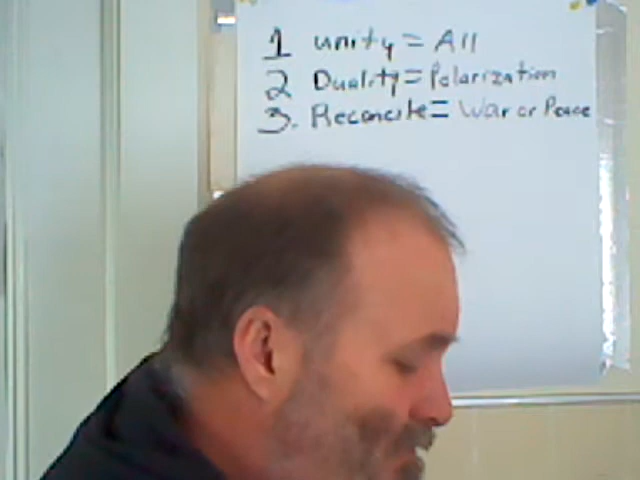 1 unity = All
2 Duality = Polarization
3. Reconcile = War or Peace